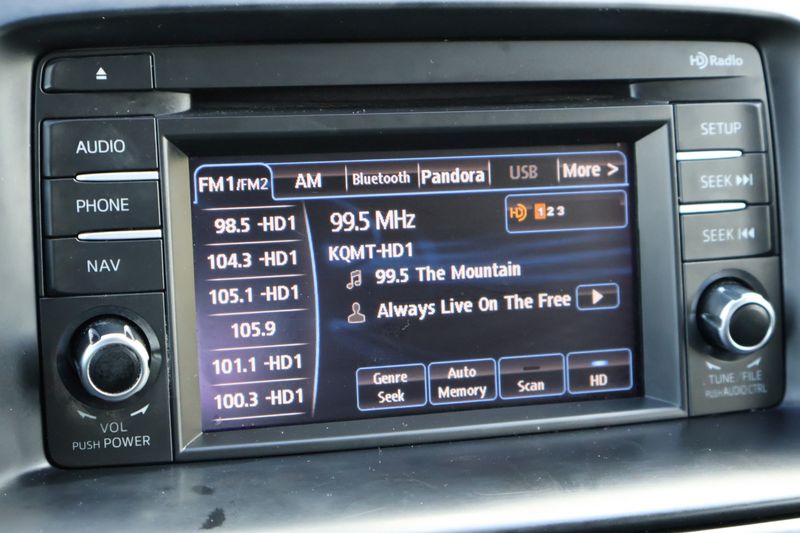 HD Radio
AUDIO
PHONE
NAV
VOL
PUSH POWER
FM1/FM2 AM Bluetooth Pandora USB More >
98.5 -HD1
104.3 -HD1
105.1 -HD1
105.9
101.1 -HD1
100.3 -HD1
99.5 MHz
HD 1 2 3
KQMT-HD1
99.5 The Mountain
Always Live On The Free
Genre Seek
Auto Memory
Scan
HD
SETUP
SEEK
SEEK
TUNE/FILE
PUSH AUDIO CTRL